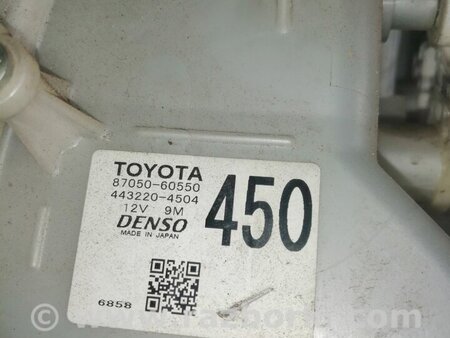 TOYOTA
87050-60550
443220-4504
12V 9M
DENSO
MADE IN JAPAN
450
6858